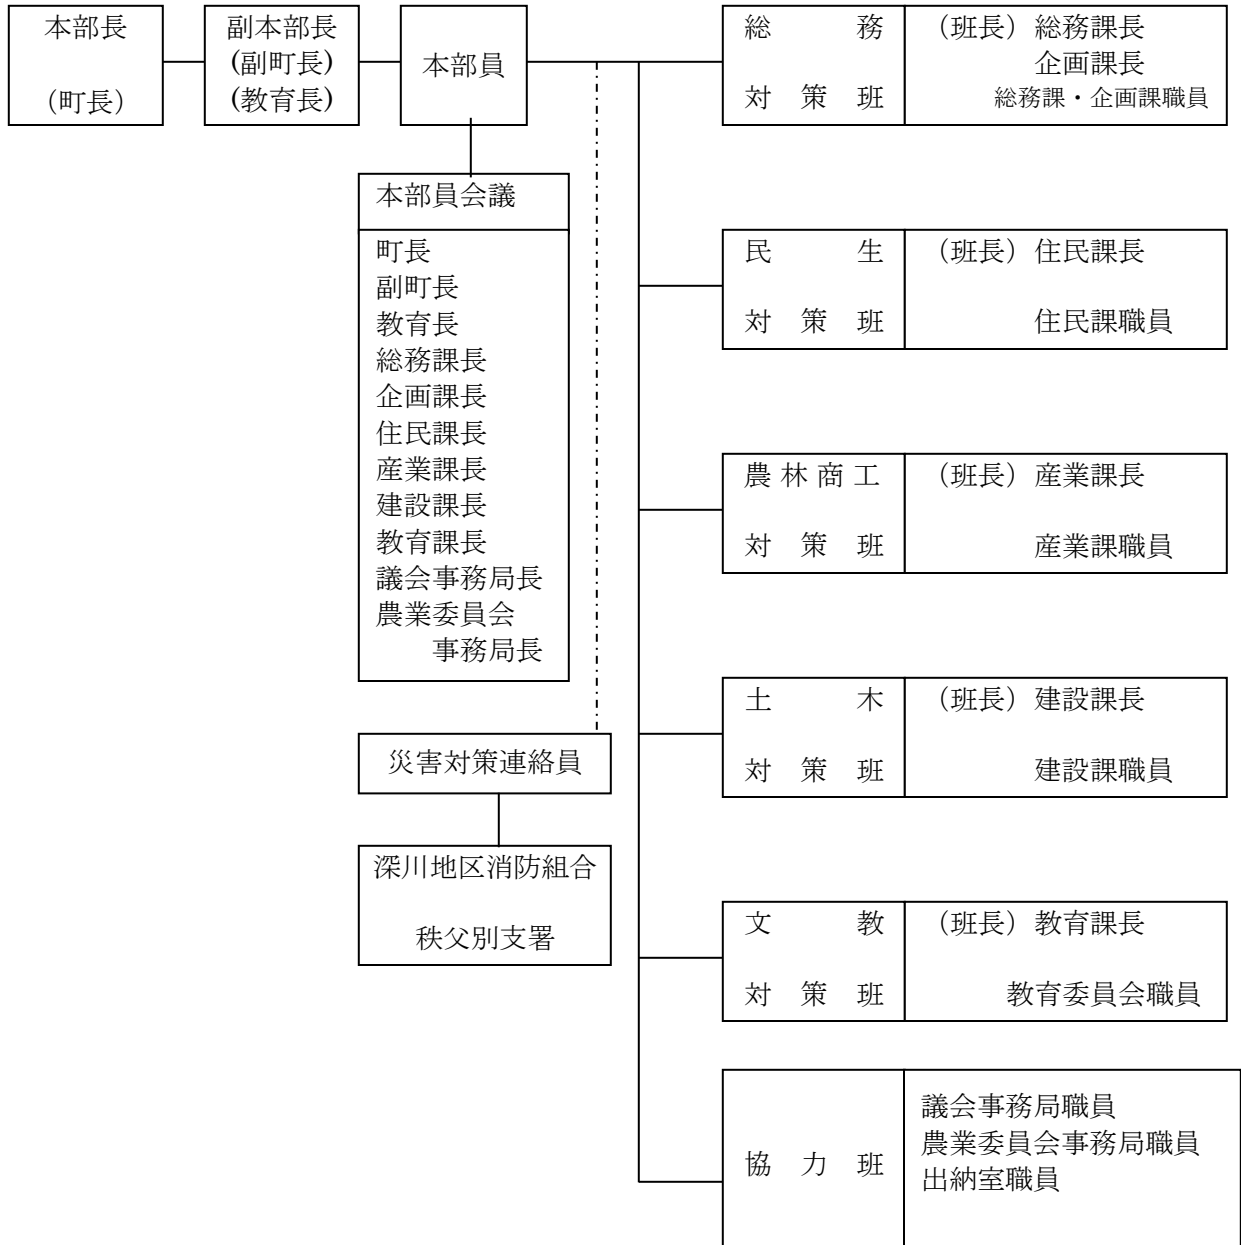 本部長
（町長）
副本部長
(副町長)
(教育長)
本部員
本部員会議
町長
副町長
教育長
総務課長
企画課長
住民課長
産業課長
建設課長
教育課長
議会事務局長
農業委員会
事務局長
災害対策連絡員
深川地区消防組合
秩父別支署
総務
対策班
（班長）総務課長
企画課長
総務課・企画課職員
民生
対策班
（班長）住民課長
住民課職員
農林商工
対策班
（班長）産業課長
産業課職員
土木
対策班
（班長）建設課長
建設課職員
文教
対策班
（班長）教育課長
教育委員会職員
協力班
議会事務局職員
農業委員会事務局職員
出納室職員